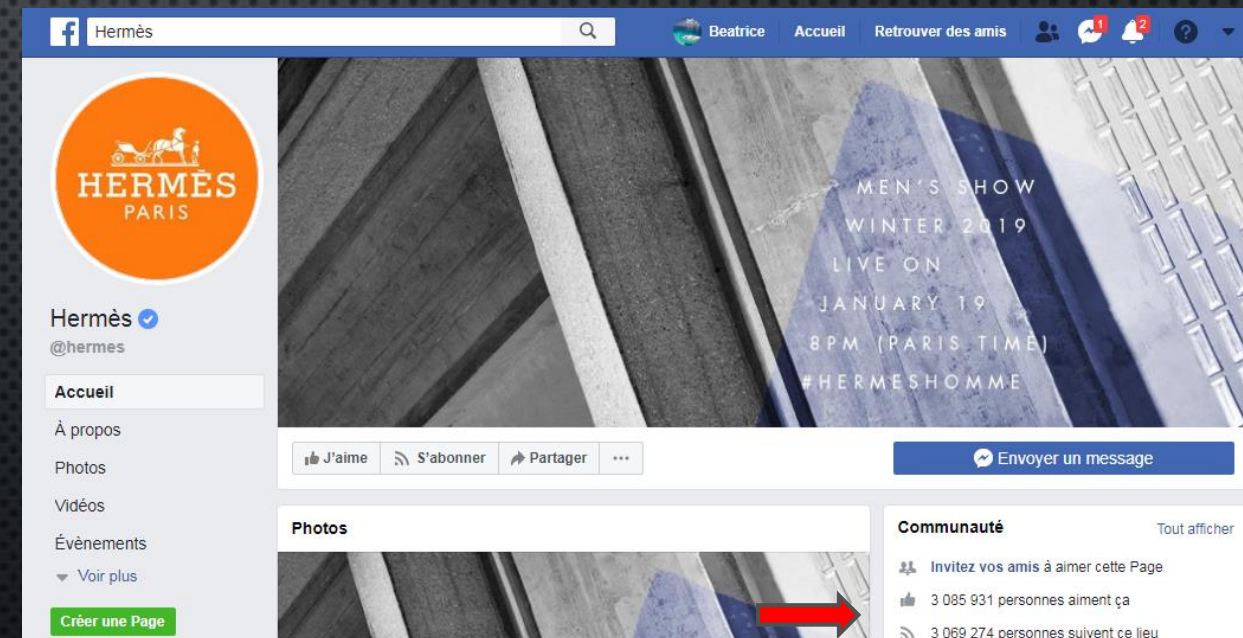 Hermès
Beatrice Accueil Retrouver des amis 1 2 ?
HERMÈS
PARIS
Hermès
@hermes
Accueil
À propos
Photos
Vidéos
Évènements
Voir plus
Créer une Page
MEN'S SHOW
WINTER 2019
LIVE ON
JANUARY 19
8PM (PARIS TIME)
#HERMESHOMME
J'aime S'abonner Partager ...
Envoyer un message
Photos
Communauté Tout afficher
Invitez vos amis à aimer cette Page
3 085 931 personnes aiment ça
3 069 274 personnes suivent ce lieu